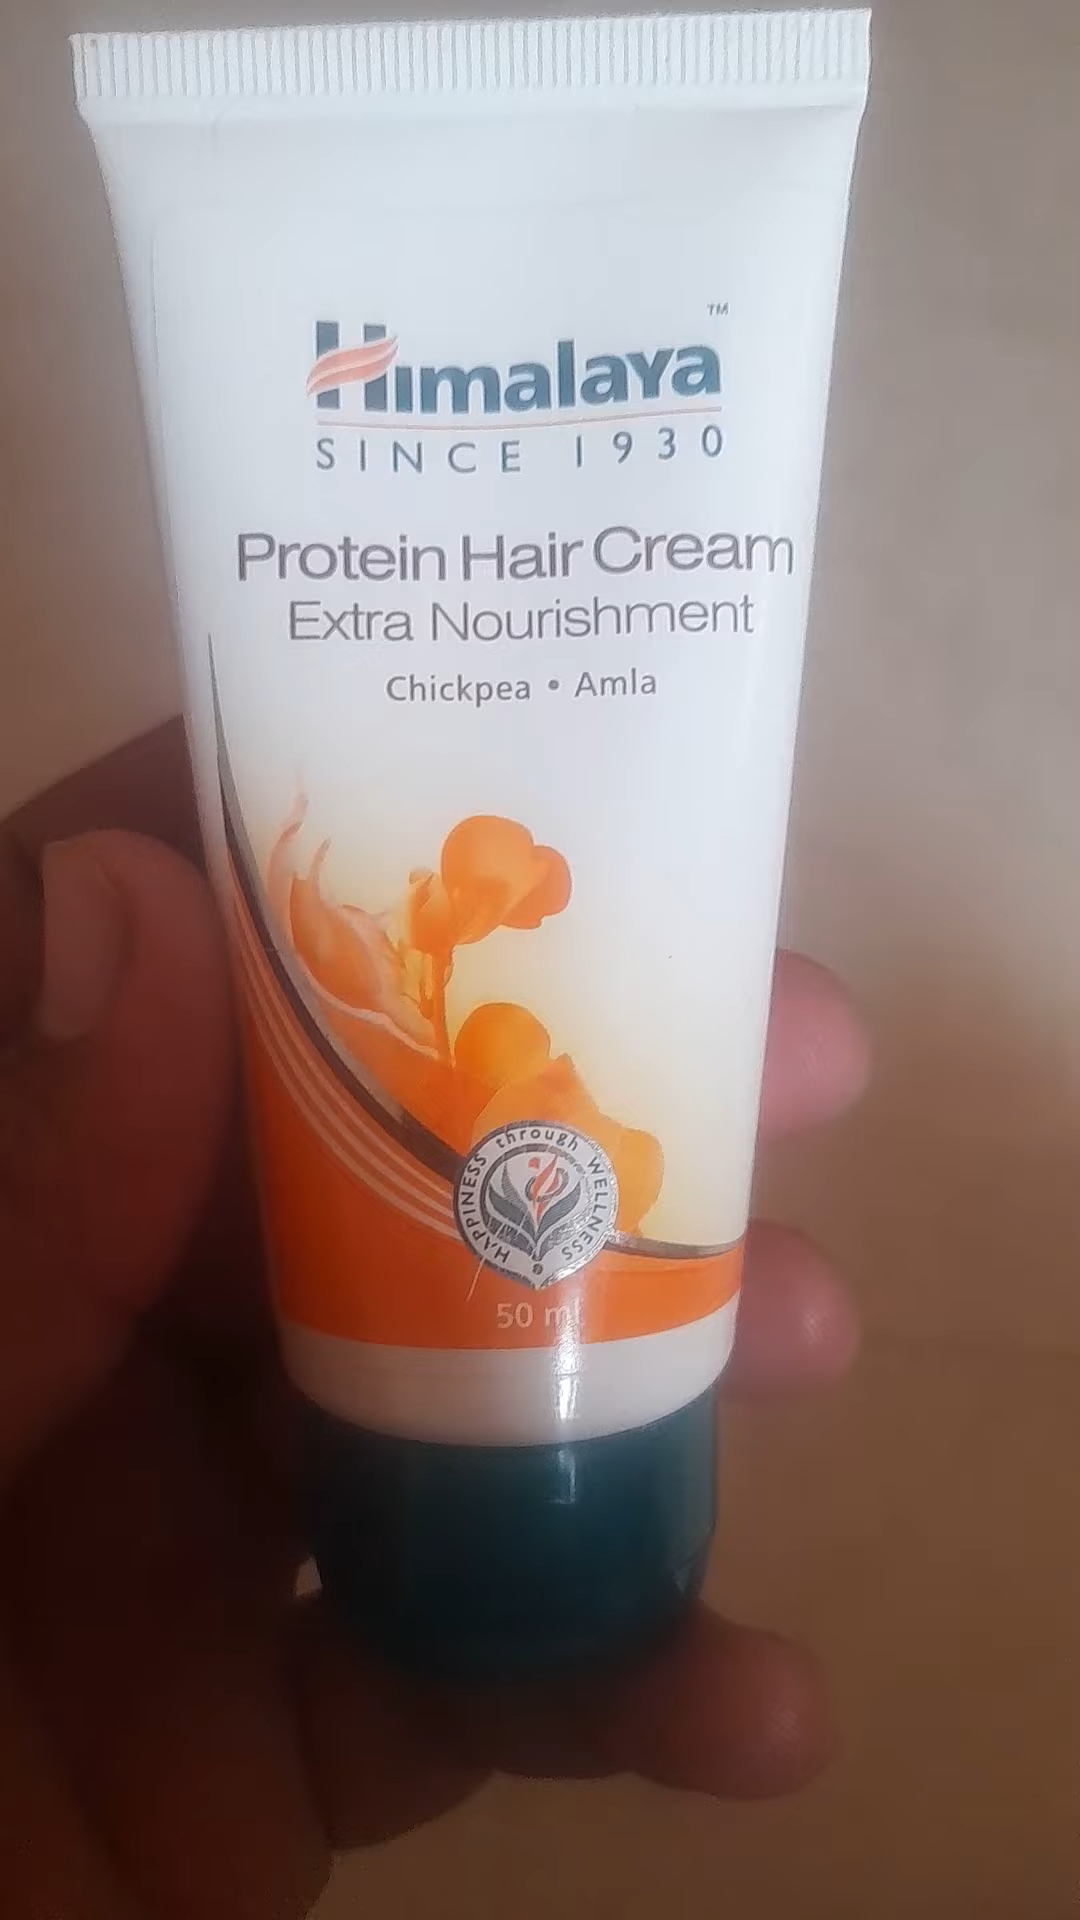 Himalaya™
SINCE 1930
Protein Hair Cream
Extra Nourishment
Chickpea • Amla
HAPPINESS through WELLNESS
50 ml